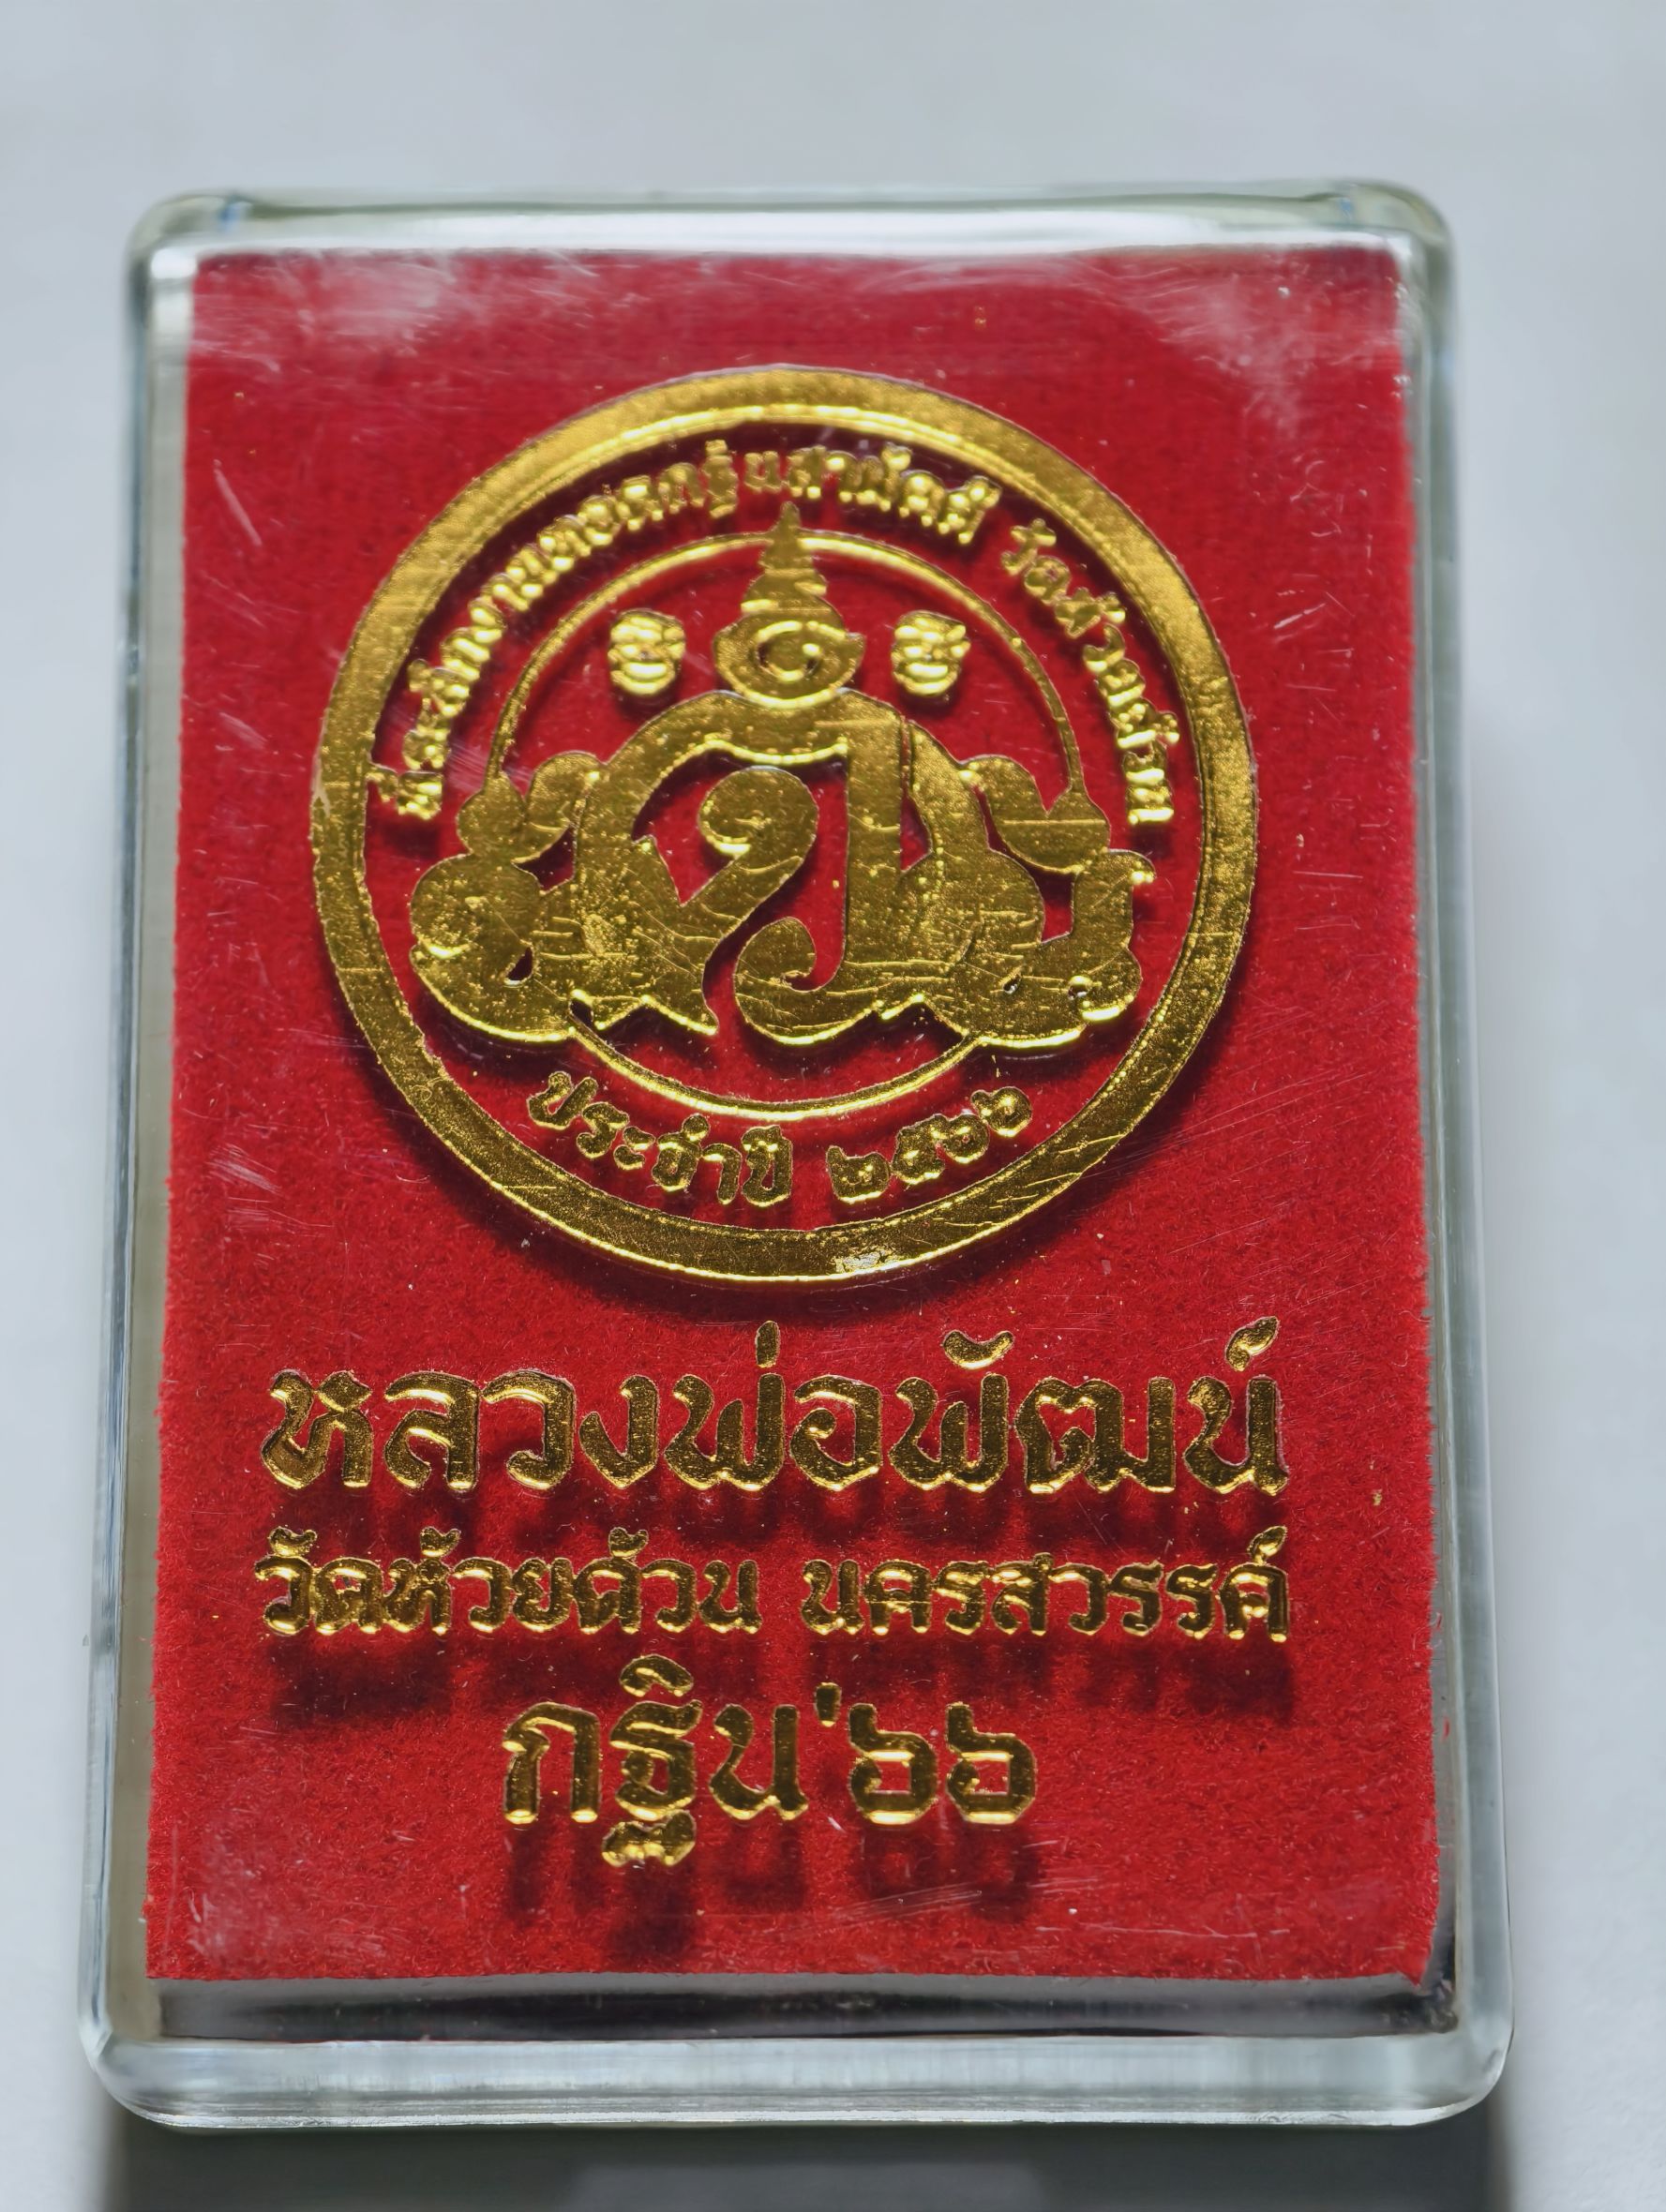 ที่ระลึกงานทอดกฐินสามัคคี วัดห้วยด้วน
ประจำปี ๒๕๖๖
หลวงพ่อพัฒน์
วัดห้วยด้วน นครสวรรค์
กฐิน'๖๖